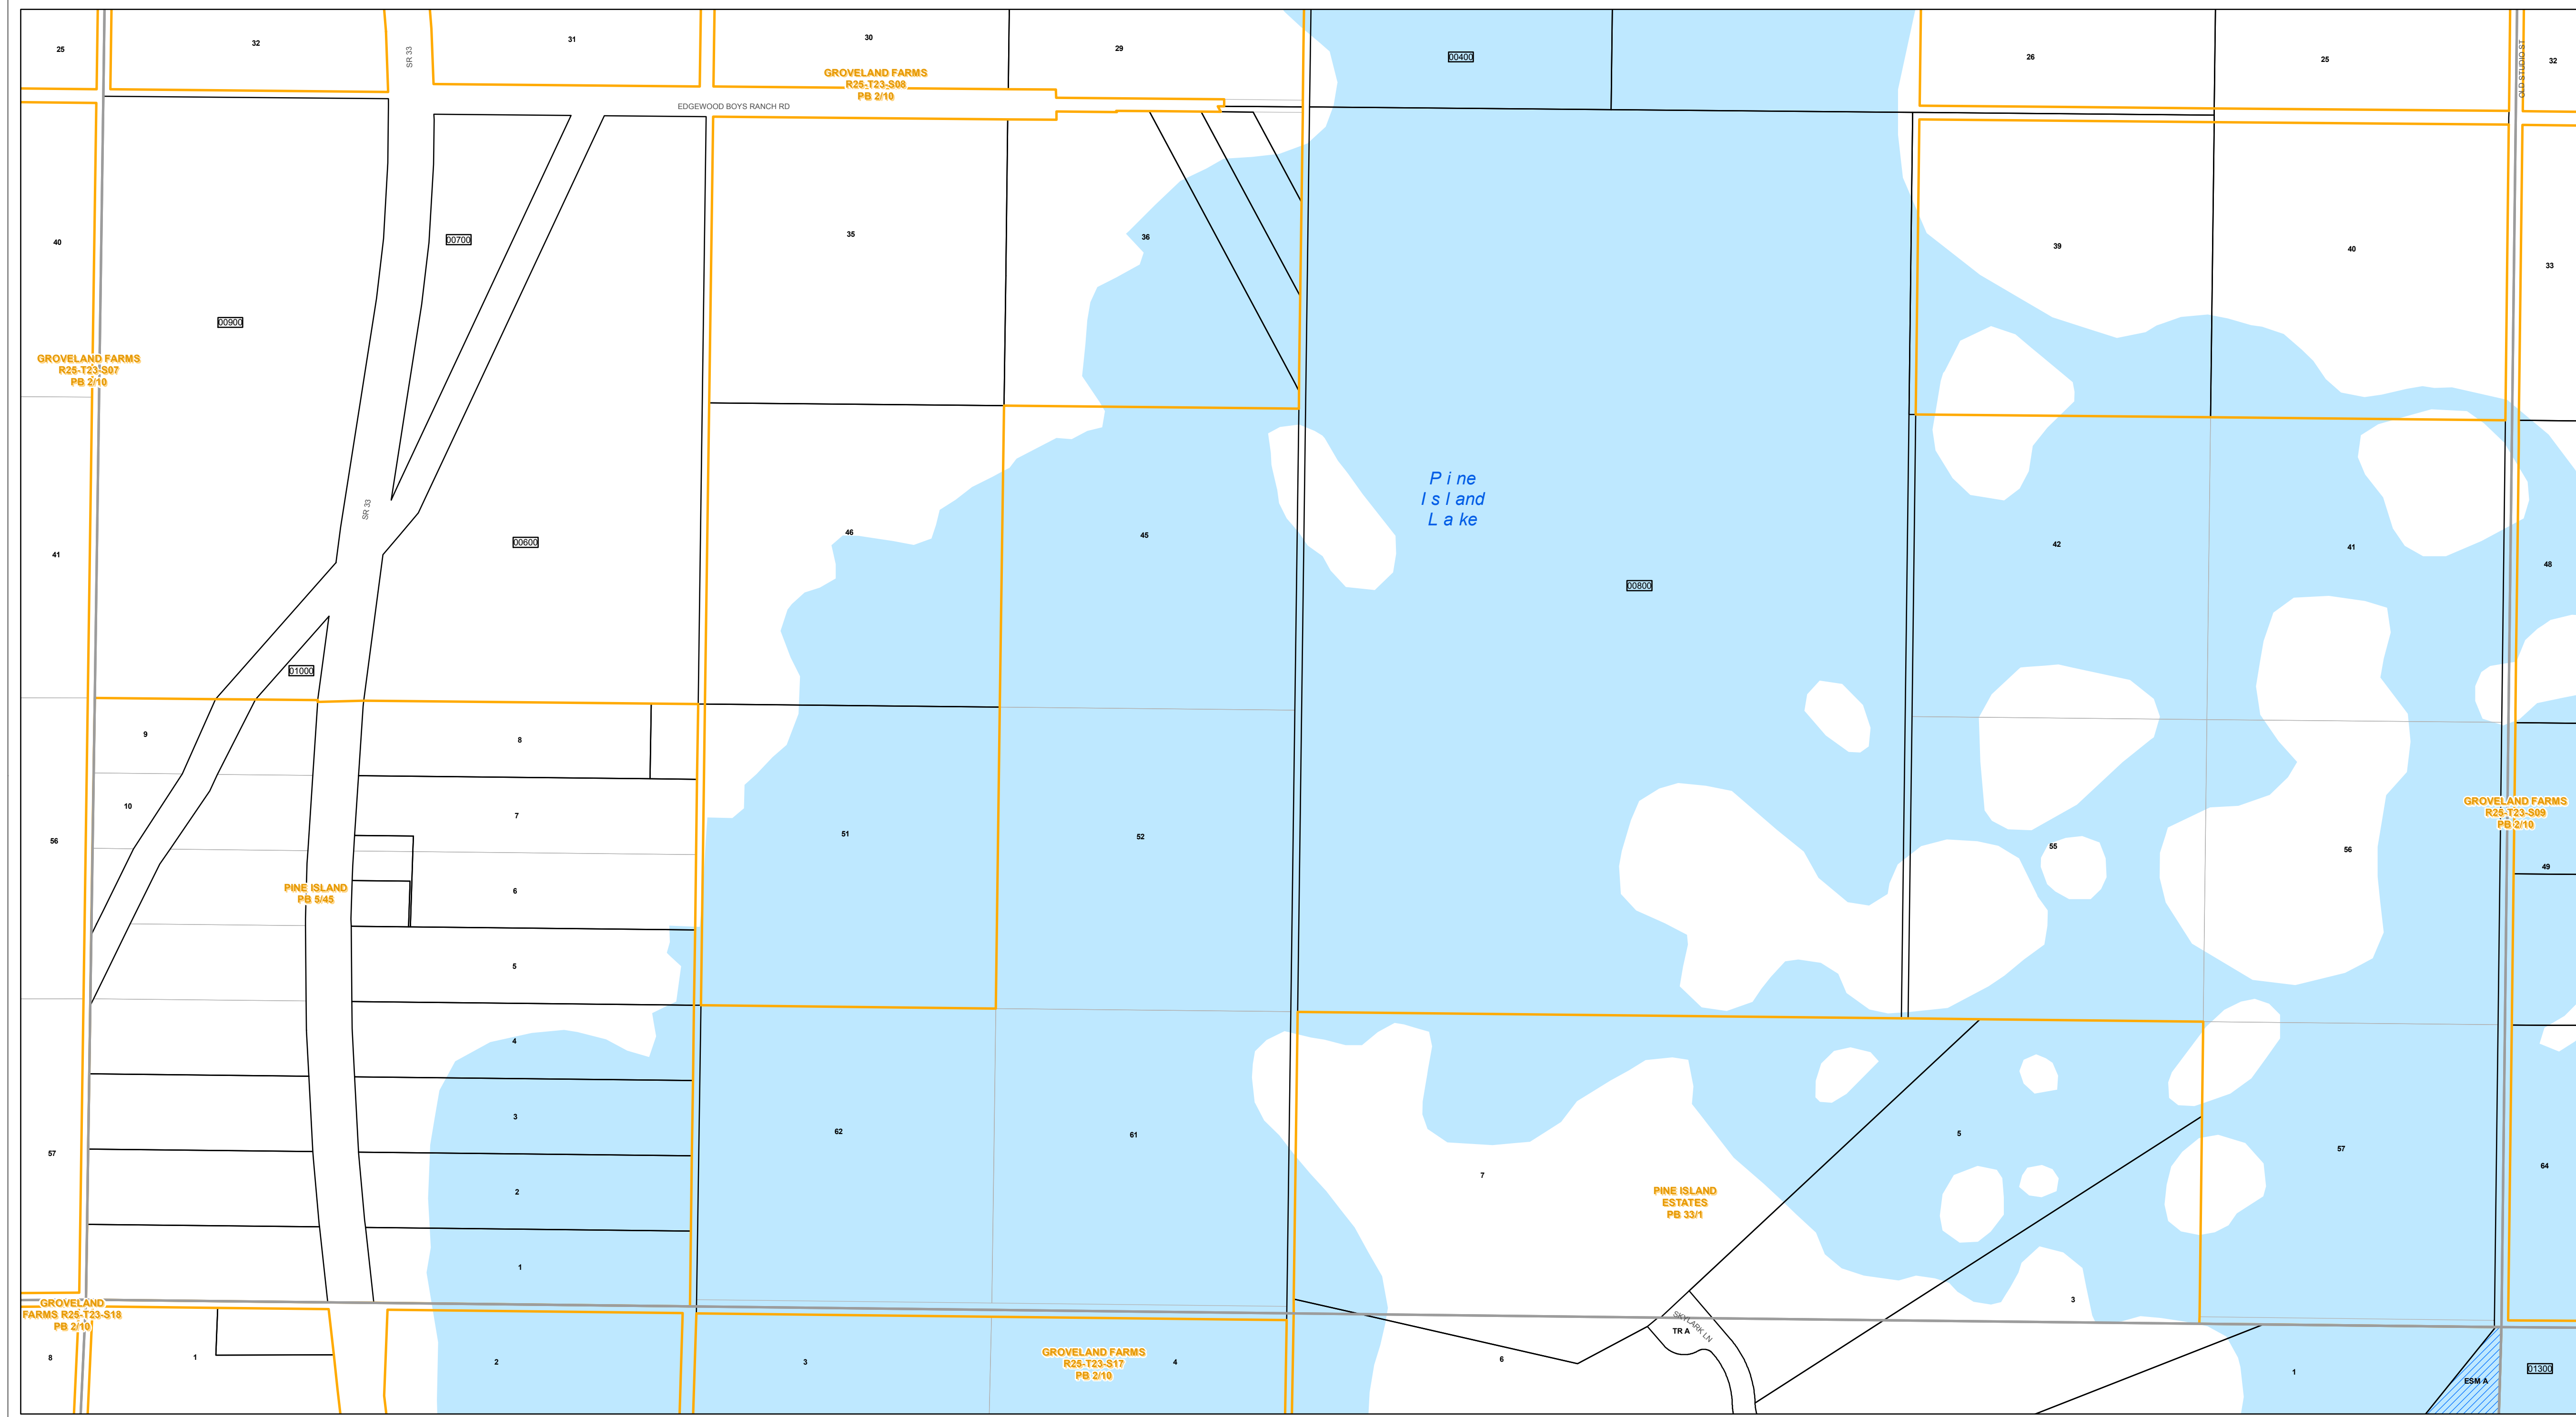 25
32
SR 33
31
30
29
00400
26
25
OLD STUDIO ST
32
GROVELAND FARMS
R25-T23-S08
PB 2/10
EDGEWOOD BOYS RANCH RD
40
00700
35
36
39
40
33
00900
GROVELAND FARMS
R25-T23-S07
PB 2/10
Pine
Island
Lake
SR 33
41
00600
46
45
00800
42
41
48
01000
9
8
10
7
56
51
52
55
56
GROVELAND FARMS
R25-T23-S09
PB 2/10
49
PINE ISLAND
PB 5/45
6
5
4
3
62
61
7
5
57
64
57
2
PINE ISLAND
ESTATES
PB 33/1
1
3
GROVELAND
FARMS R25-T23-S18
PB 2/10
SKYLARK LN
TR A
8
1
2
3
GROVELAND FARMS
R25-T23-S17
PB 2/10
4
6
1
ESM A
01300